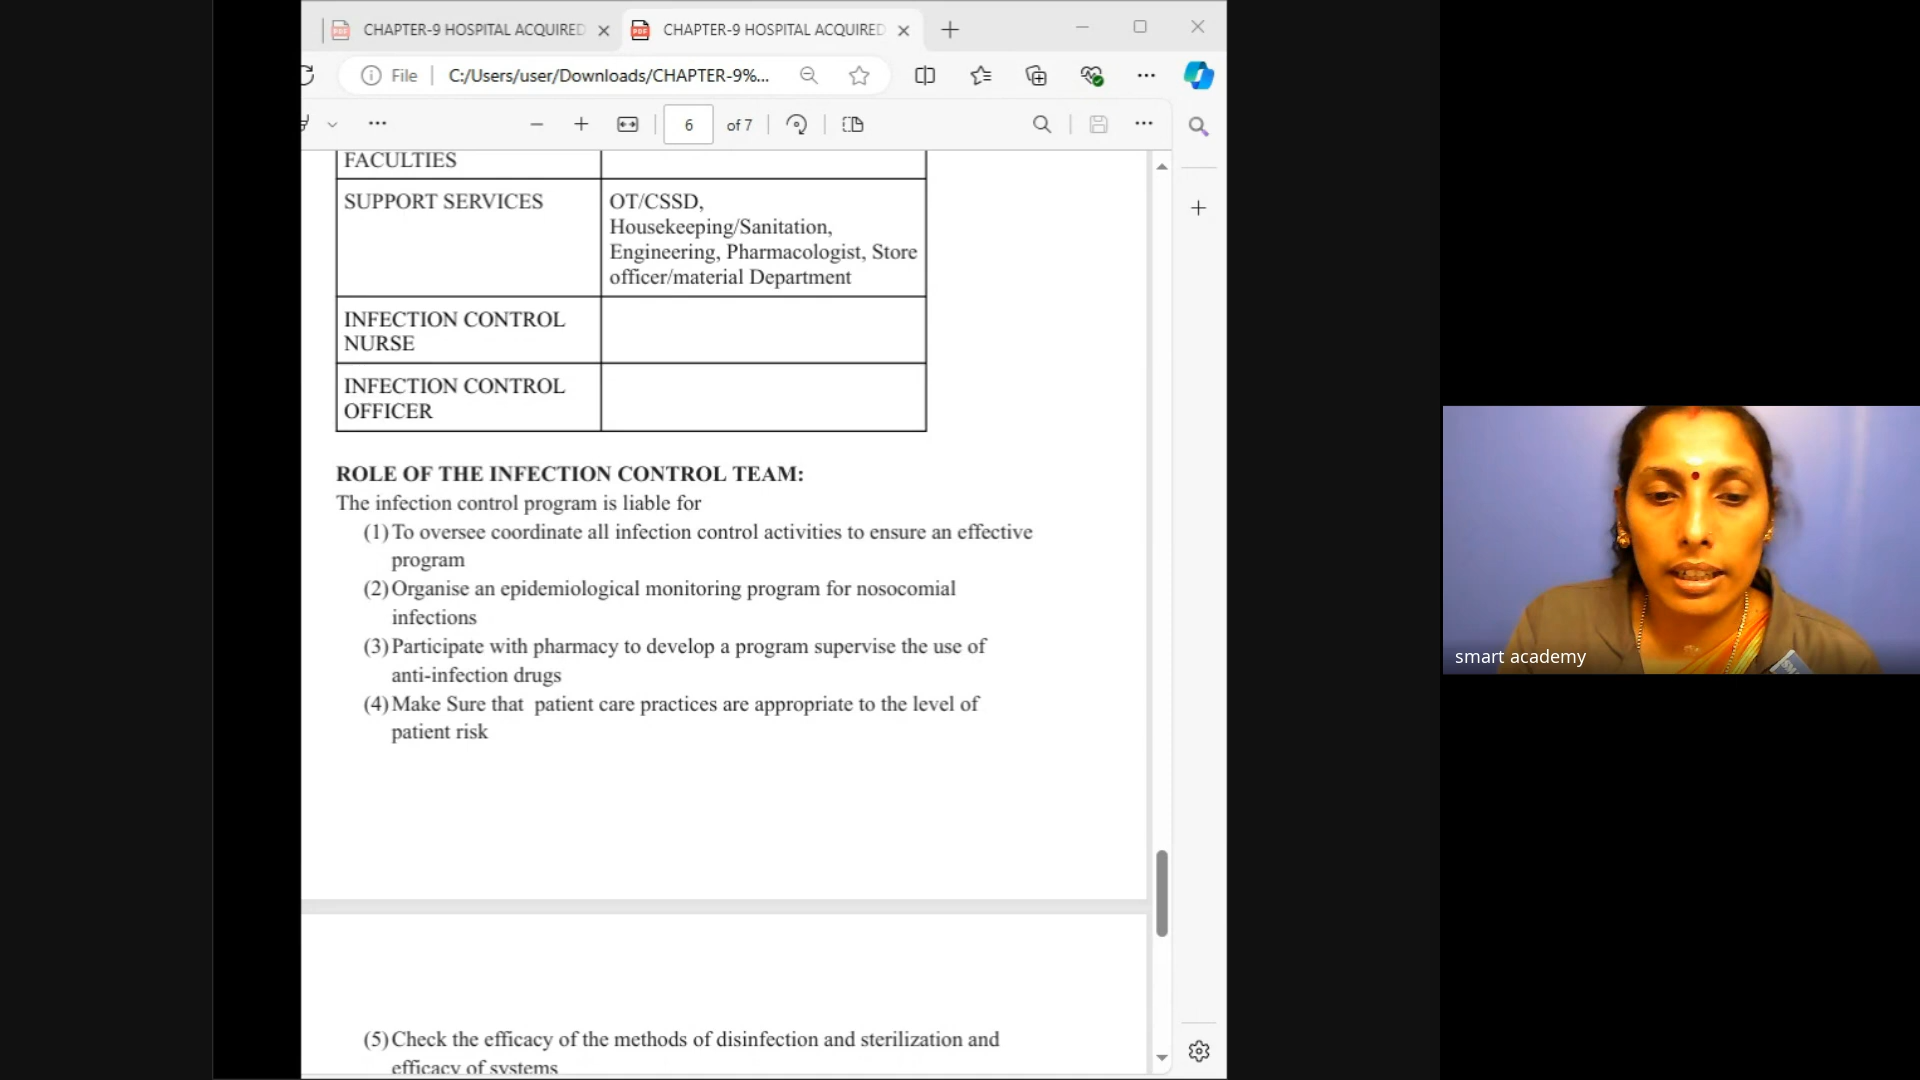 CHAPTER-9 HOSPITAL ACQUIRED
CHAPTER-9 HOSPITAL ACQUIRED
File
C:/Users/user/Downloads/CHAPTER-9%...
6 of 7
FACULTIES
SUPPORT SERVICES
OT/CSSD,
Housekeeping/Sanitation,
Engineering, Pharmacologist, Store
officer/material Department
INFECTION CONTROL
NURSE
INFECTION CONTROL
OFFICER
ROLE OF THE INFECTION CONTROL TEAM:
The infection control program is liable for
(1) To oversee coordinate all infection control activities to ensure an effective
program
(2) Organise an epidemiological monitoring program for nosocomial
infections
(3) Participate with pharmacy to develop a program supervise the use of
anti-infection drugs
(4) Make Sure that patient care practices are appropriate to the level of
patient risk
(5) Check the efficacy of the methods of disinfection and sterilization and
efficacy of systems
smart academy